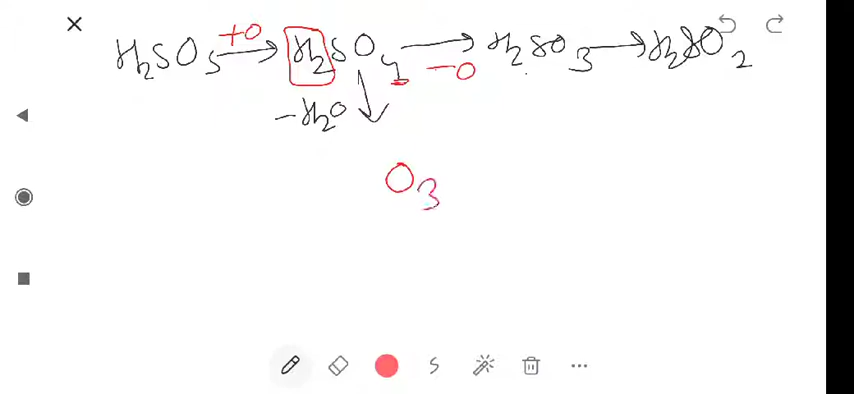 H₂SO₅ +O → H₂SO₄ → H₂SO₃ → H₂SO₂
−O
−H₂O ↓
O₃